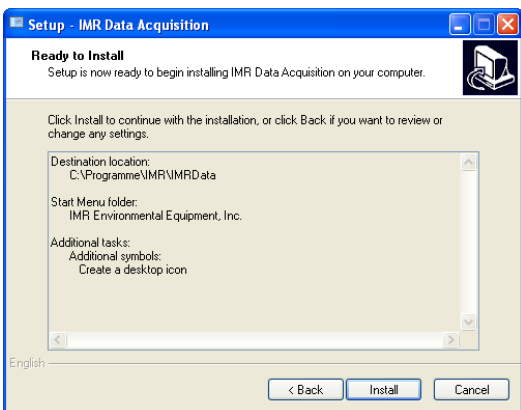 Setup - IMR Data Acquisition
Ready to Install
Setup is now ready to begin installing IMR Data Acquisition on your computer.
Click Install to continue with the installation, or click Back if you want to review or
change any settings.
Destination location:
C:\Programme\IMR\IMRData
Start Menu folder:
IMR Environmental Equipment, Inc.
Additional tasks:
Additional symbols:
Create a desktop icon
English
< Back
Install
Cancel